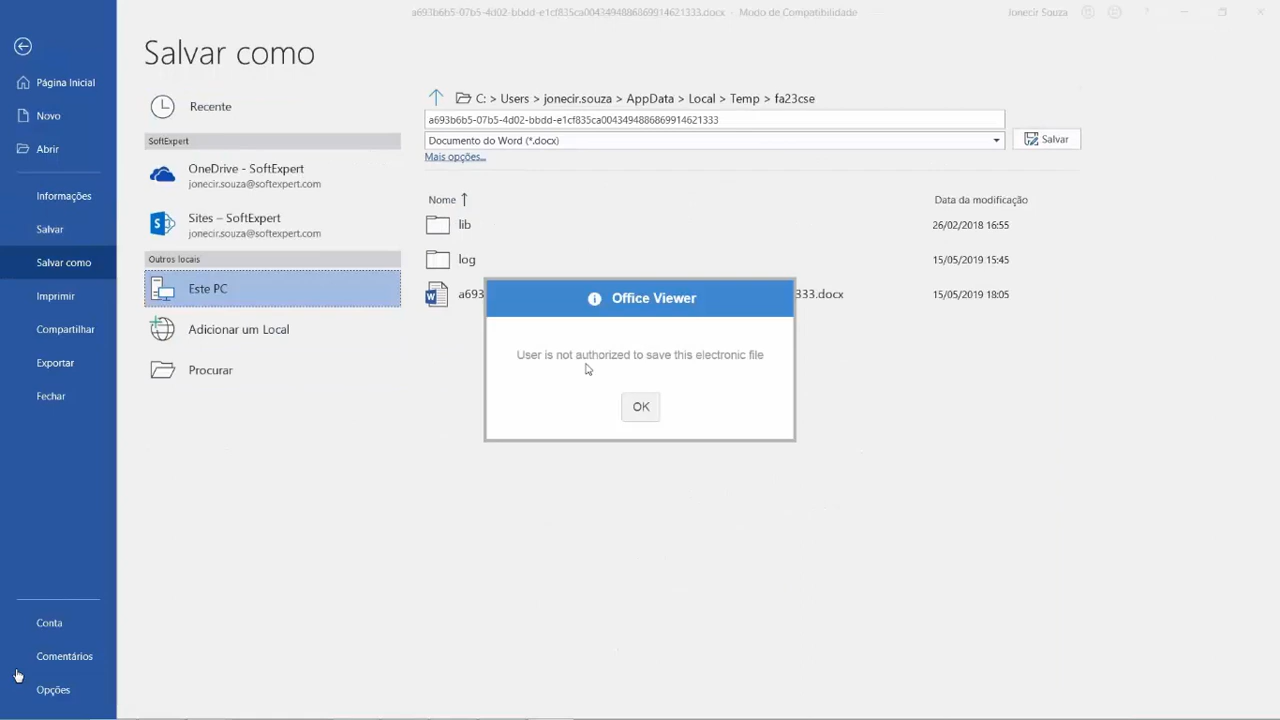 a693b6b5-07b5-4d02-bbdd-e1cf835ca0043494886869914621333.docx - Modo de Compatibilidade
Jonecir Souza
?
Salvar como
Página Inicial
Novo
Abrir
Informações
Salvar
Salvar como
Imprimir
Compartilhar
Exportar
Fechar
Conta
Comentários
Opções
Recente
SoftExpert
OneDrive - SoftExpert
jonecir.souza@softexpert.com
Sites – SoftExpert
jonecir.souza@softexpert.com
Outros locais
Este PC
Adicionar um Local
Procurar
C: > Users > jonecir.souza > AppData > Local > Temp > fa23cse
a693b6b5-07b5-4d02-bbdd-e1cf835ca0043494886869914621333
Documento do Word (*.docx)
Salvar
Mais opções...
Nome
Data da modificação
lib
26/02/2018 16:55
log
15/05/2019 15:45
a693
333.docx
15/05/2019 18:05
Office Viewer
User is not authorized to save this electronic file
OK